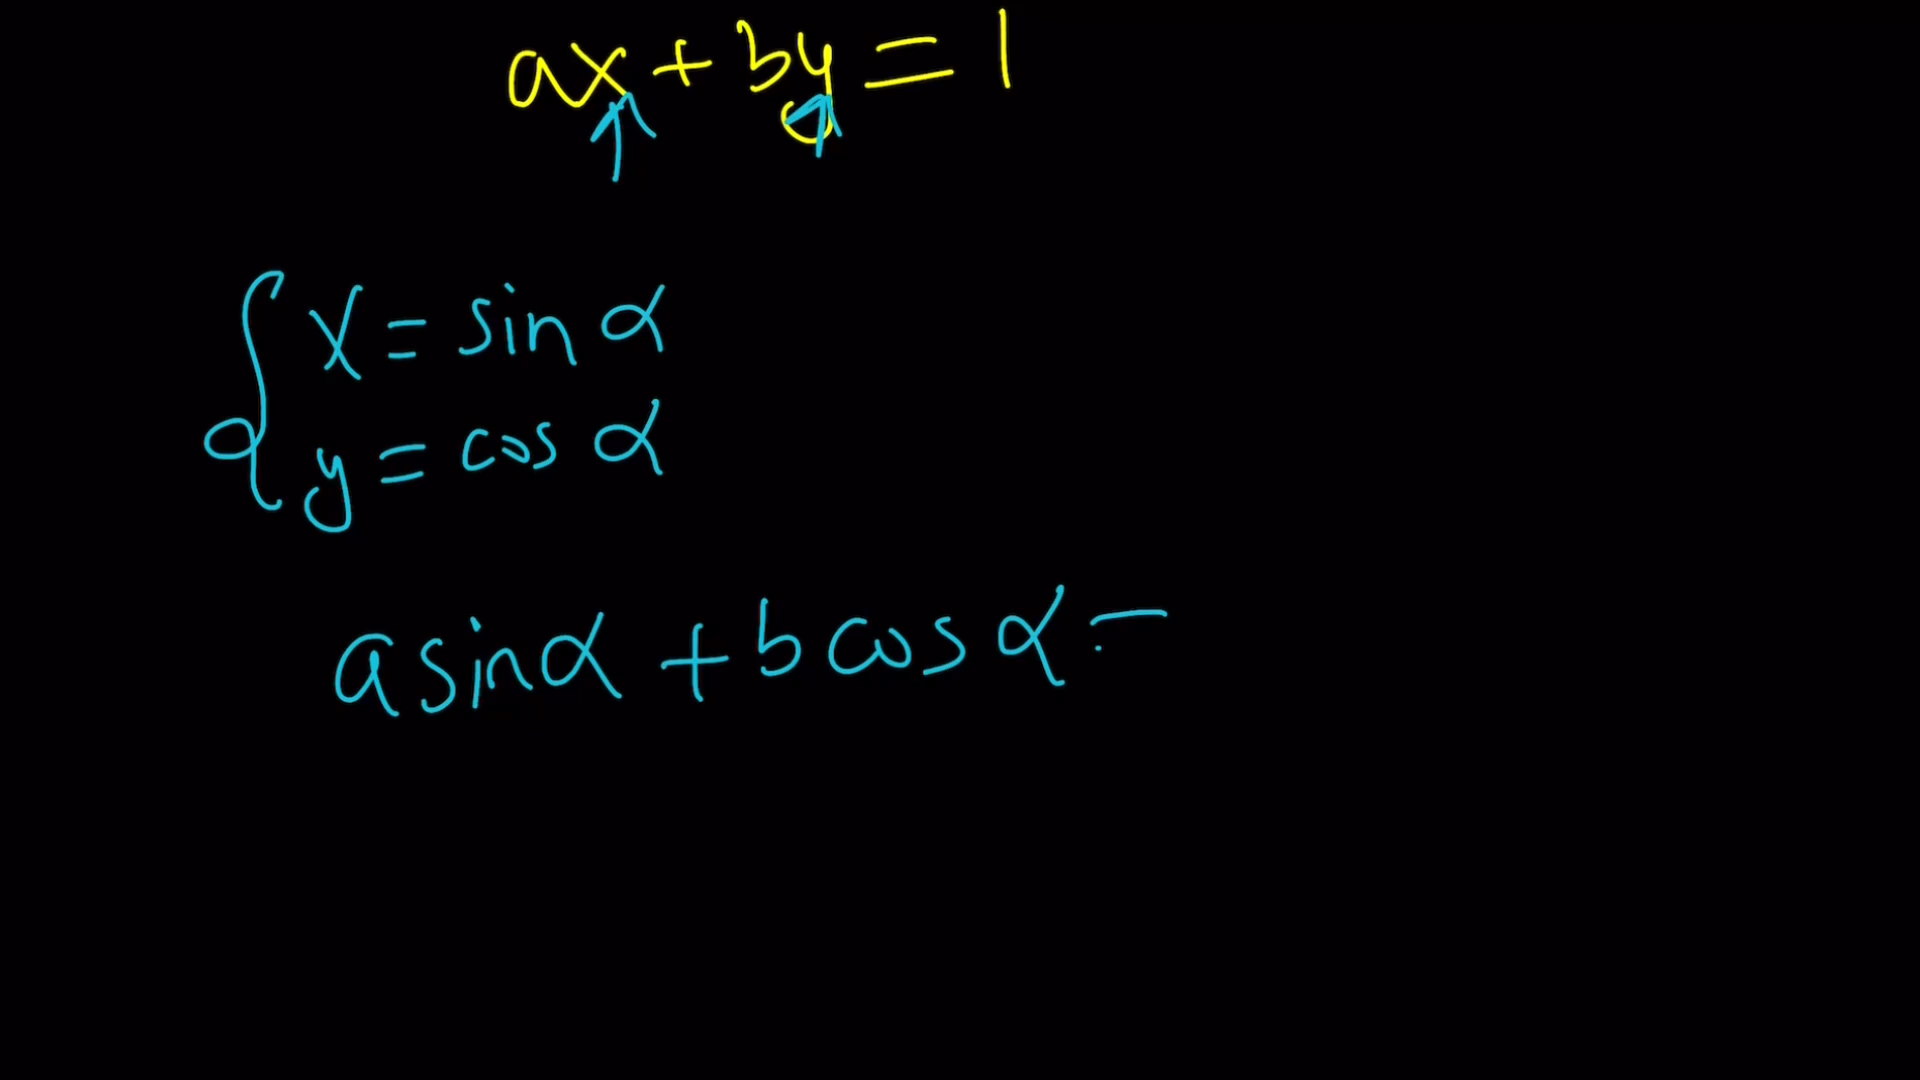 ax + by = 1
x = sin α
y = cos α
a sin α + b cos α =